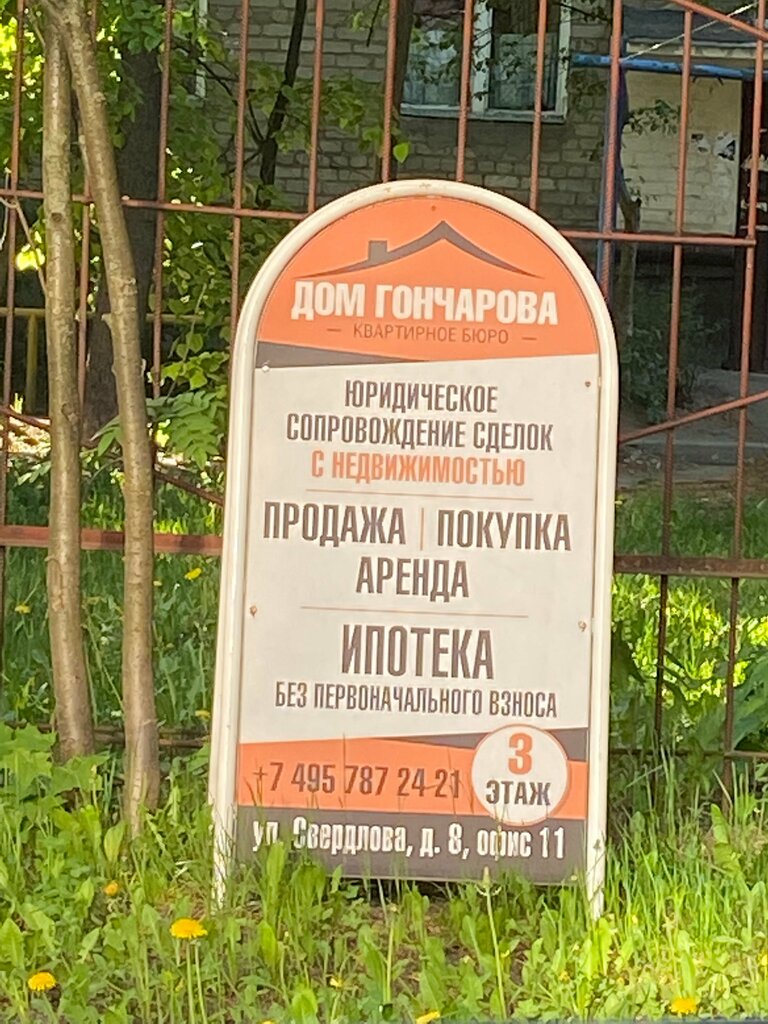 ДОМ ГОНЧАРОВА
— КВАРТИРНОЕ БЮРО —
ЮРИДИЧЕСКОЕ
СОПРОВОЖДЕНИЕ СДЕЛОК
С НЕДВИЖИМОСТЬЮ
ПРОДАЖА | ПОКУПКА
АРЕНДА
ИПОТЕКА
БЕЗ ПЕРВОНАЧАЛЬНОГО ВЗНОСА
3
ЭТАЖ
+7 495 787 24 21
ул. Свердлова, д. 8, офис 11